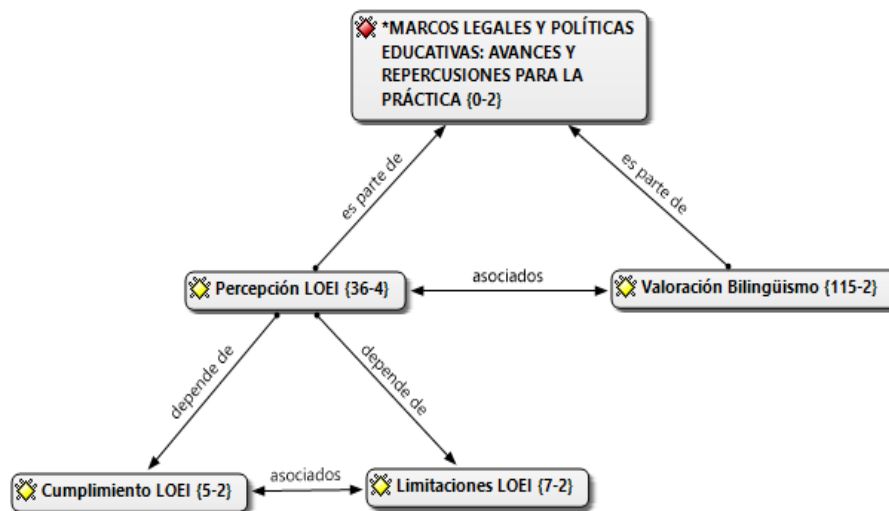 *MARCOS LEGALES Y POLÍTICAS
EDUCATIVAS: AVANCES Y
REPERCUSIONES PARA LA
PRÁCTICA {0-2}
es parte de
es parte de
Percepción LOEI {36-4}
asociados
Valoración Bilingüismo {115-2}
depende de
depende de
Cumplimiento LOEI {5-2}
asociados
Limitaciones LOEI {7-2}